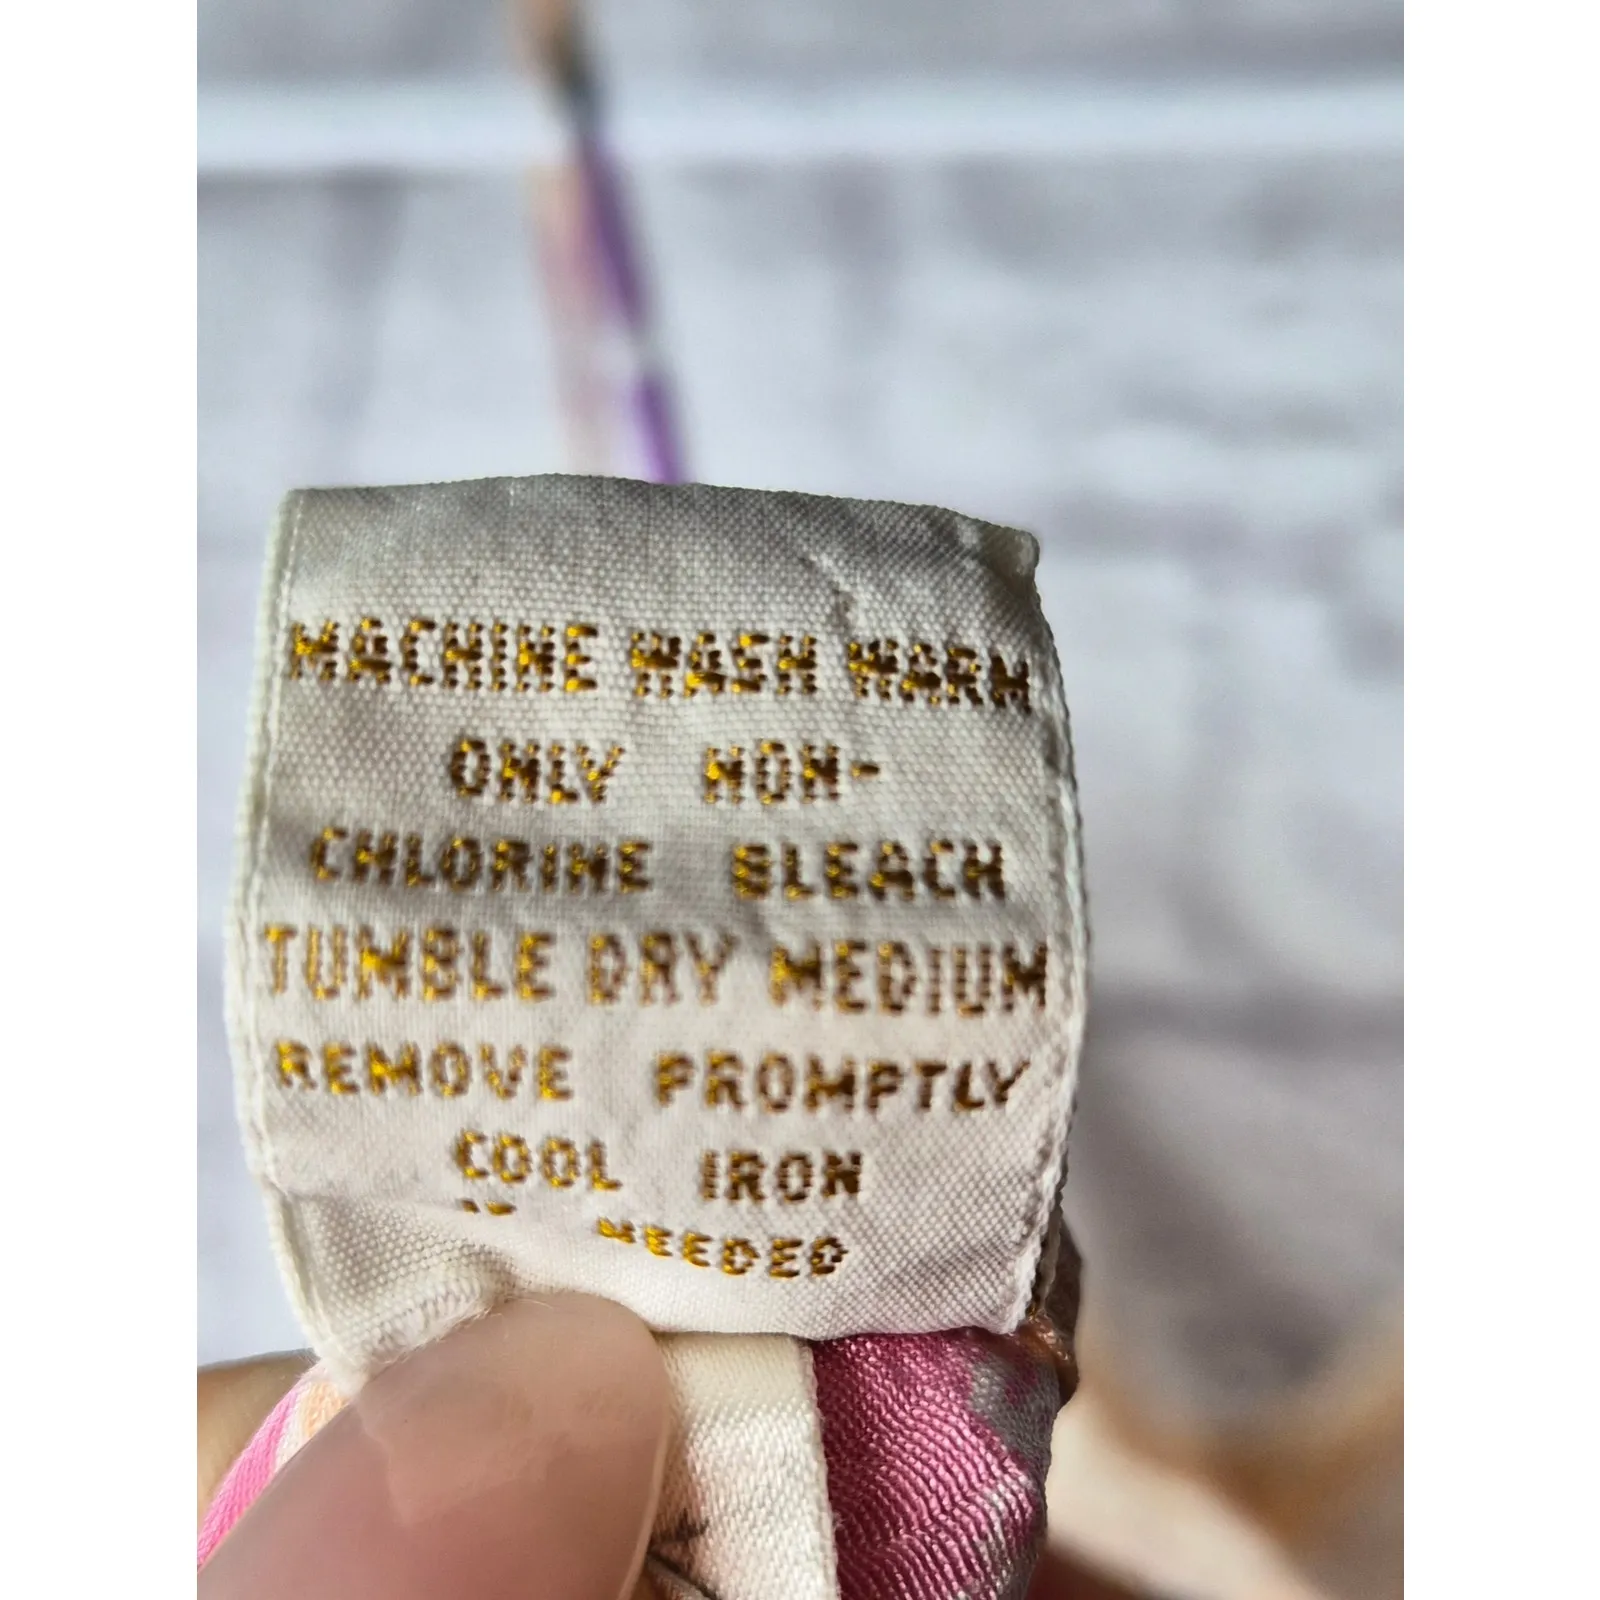 MACHINE WASH WARM
ONLY NON-
CHLORINE BLEACH
TUMBLE DRY MEDIUM
REMOVE PROMPTLY
COOL IRON
NEEDED